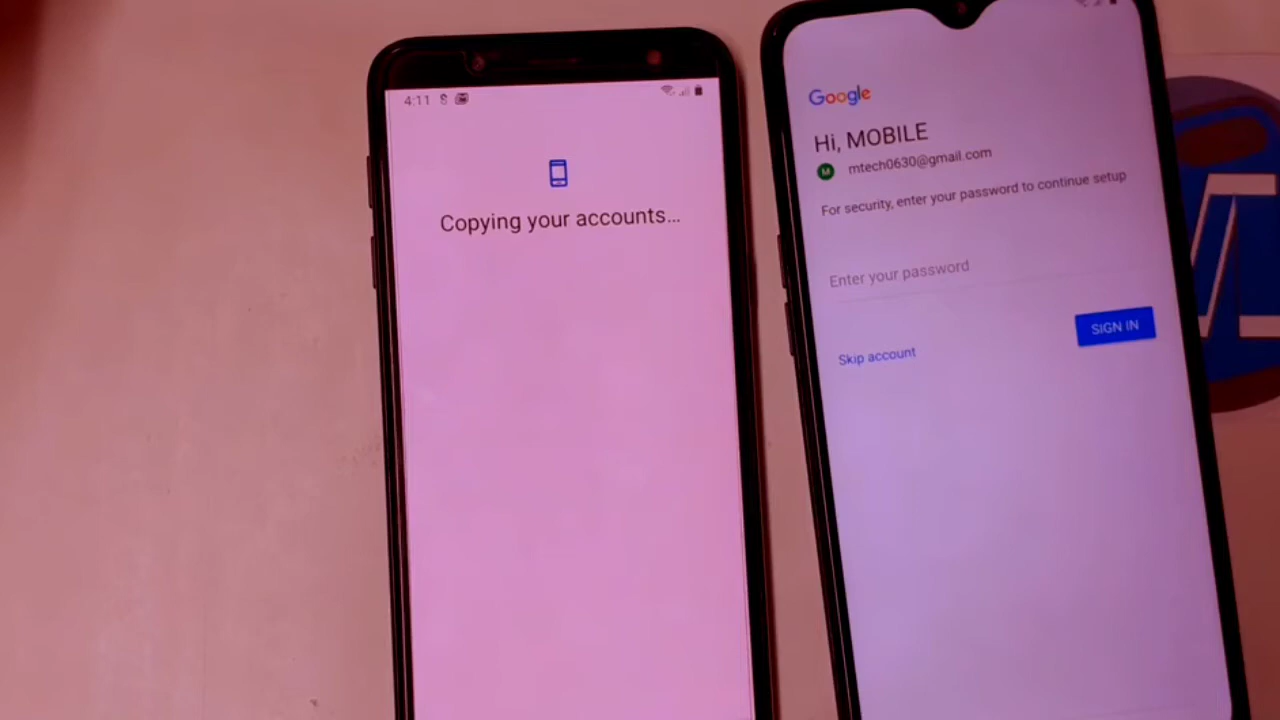 4:11
Copying your accounts...
Google
Hi, MOBILE
M
mtech0630@gmail.com
For security, enter your password to continue setup
Enter your password
SIGN IN
Skip account